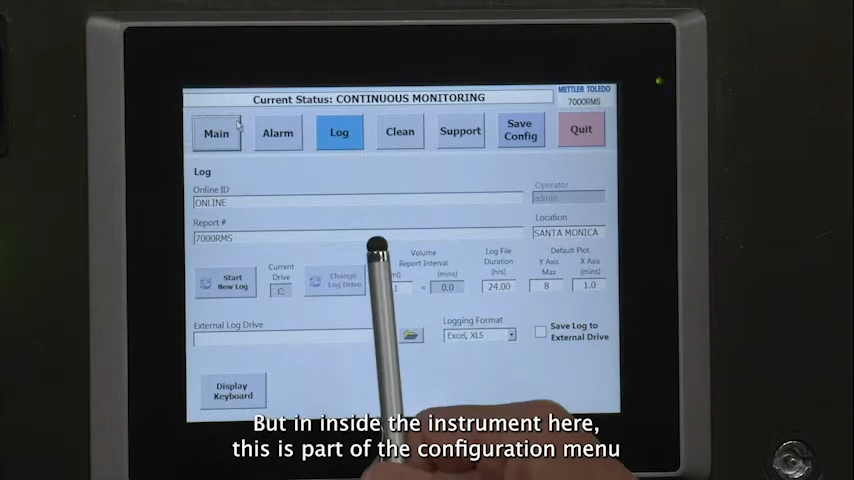 Current Status: CONTINUOUS MONITORING
METTLER TOLEDO
7000RMS
Main
Alarm
Log
Clean
Support
Save
Config
Quit
Log
Online ID
ONLINE
Operator
admin
Report #
7000RMS
Location
SANTA MONICA
Start
New Log
Current
Drive
C:
Change
Log Drive
Volume
Report Interval
(mins)
1 = 0.0
Log File
Duration
(hrs)
24.00
Default Plot
Y Axis
Max
8
X Axis
(mins)
1.0
External Log Drive
Logging Format
Excel, XLS
Save Log to
External Drive
Display
Keyboard
But in inside the instrument here,
this is part of the configuration menu